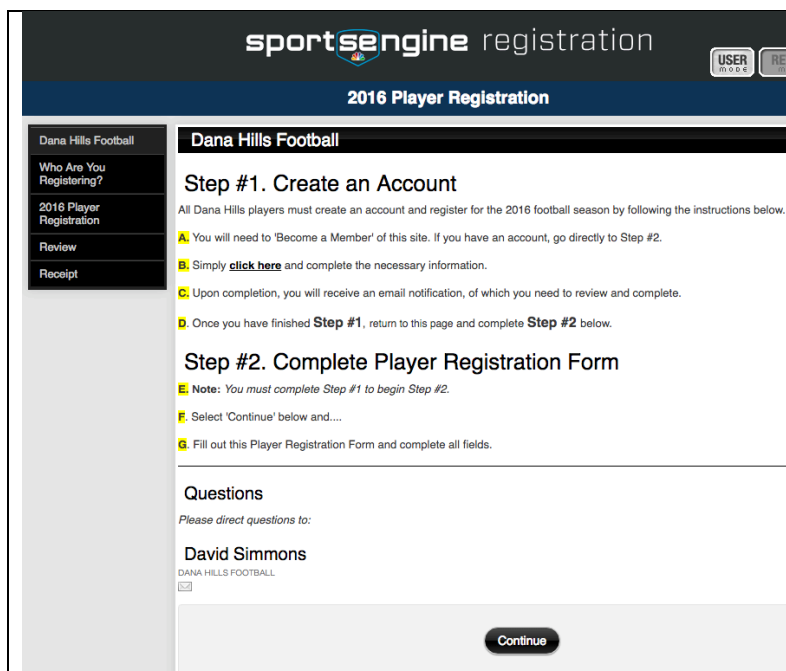 sportsengine registration
USER
MODE
RE
2016 Player Registration
Dana Hills Football
Who Are You
Registering?
2016 Player
Registration
Review
Receipt
Dana Hills Football
Step #1. Create an Account
All Dana Hills players must create an account and register for the 2016 football season by following the instructions below.
A. You will need to 'Become a Member' of this site. If you have an account, go directly to Step #2.
B. Simply click here and complete the necessary information.
C. Upon completion, you will receive an email notification, of which you need to review and complete.
D. Once you have finished Step #1, return to this page and complete Step #2 below.
Step #2. Complete Player Registration Form
E. Note: You must complete Step #1 to begin Step #2.
F. Select 'Continue' below and....
G. Fill out this Player Registration Form and complete all fields.
Questions
Please direct questions to:
David Simmons
DANA HILLS FOOTBALL
Continue